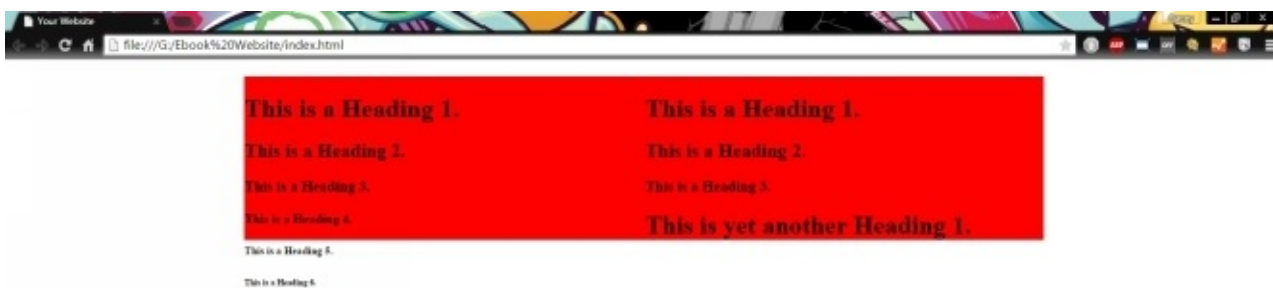 Your Website
file:///G:/Ebook%20Website/index.html
This is a Heading 1.
This is a Heading 2.
This is a Heading 3.
This is a Heading 4.
This is a Heading 5.
This is a Heading 6.
This is a Heading 1.
This is a Heading 2.
This is a Heading 3.
This is yet another Heading 1.